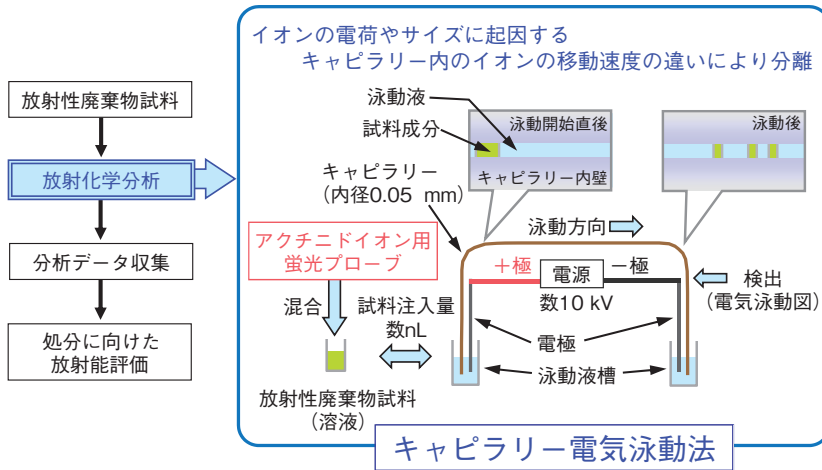 イオンの電荷やサイズに起因する
キャピラリー内のイオンの移動速度の違いにより分離
放射性廃棄物試料
放射化学分析
分析データ収集
処分に向けた
放射能評価
泳動液
試料成分
泳動開始直後
キャピラリー内壁
泳動後
キャピラリー
(内径0.05 mm)
泳動方向
アクチニドイオン用
蛍光プローブ
+極
電源
-極
数10 kV
検出
(電気泳動図)
混合
試料注入量
数nL
電極
泳動液槽
放射性廃棄物試料
(溶液)
キャピラリー電気泳動法